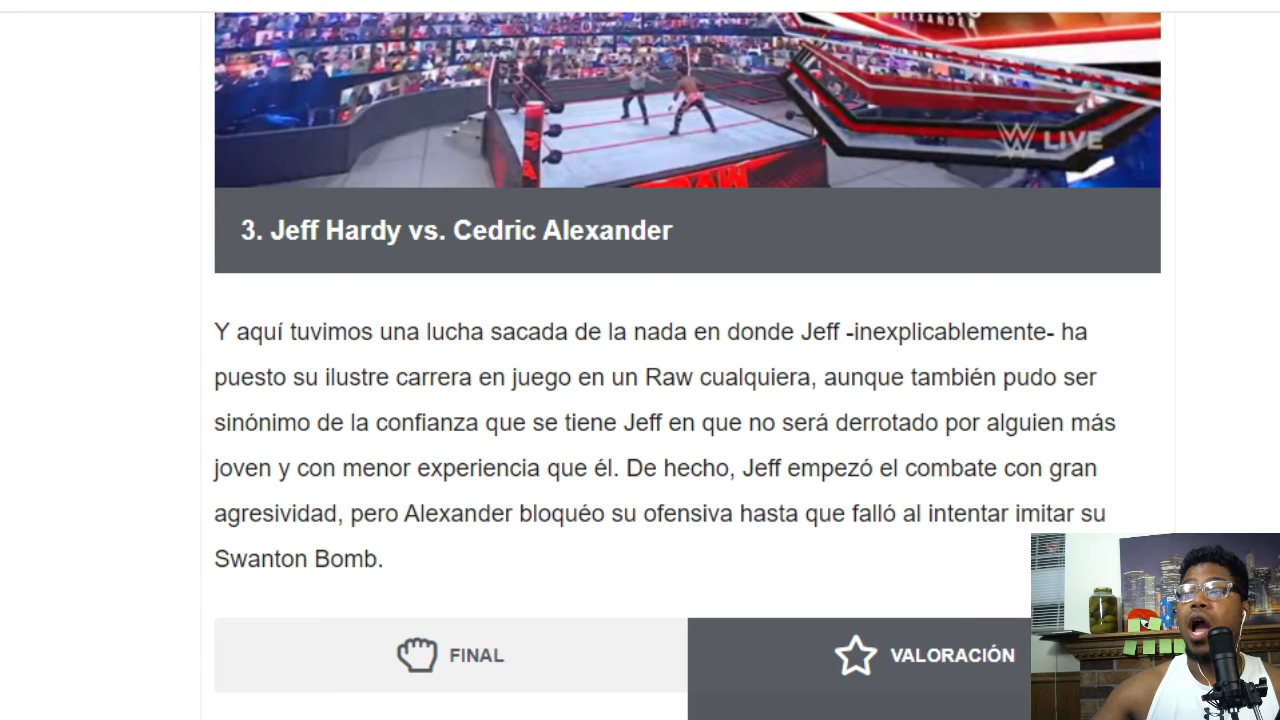 ALEXANDER
WWE LIVE
RAW
3. Jeff Hardy vs. Cedric Alexander
Y aquí tuvimos una lucha sacada de la nada en donde Jeff -inexplicablemente- ha
puesto su ilustre carrera en juego en un Raw cualquiera, aunque también pudo ser
sinónimo de la confianza que se tiene Jeff en que no será derrotado por alguien más
joven y con menor experiencia que él. De hecho, Jeff empezó el combate con gran
agresividad, pero Alexander bloquéo su ofensiva hasta que falló al intentar imitar su
Swanton Bomb.
FINAL
VALORACIÓN